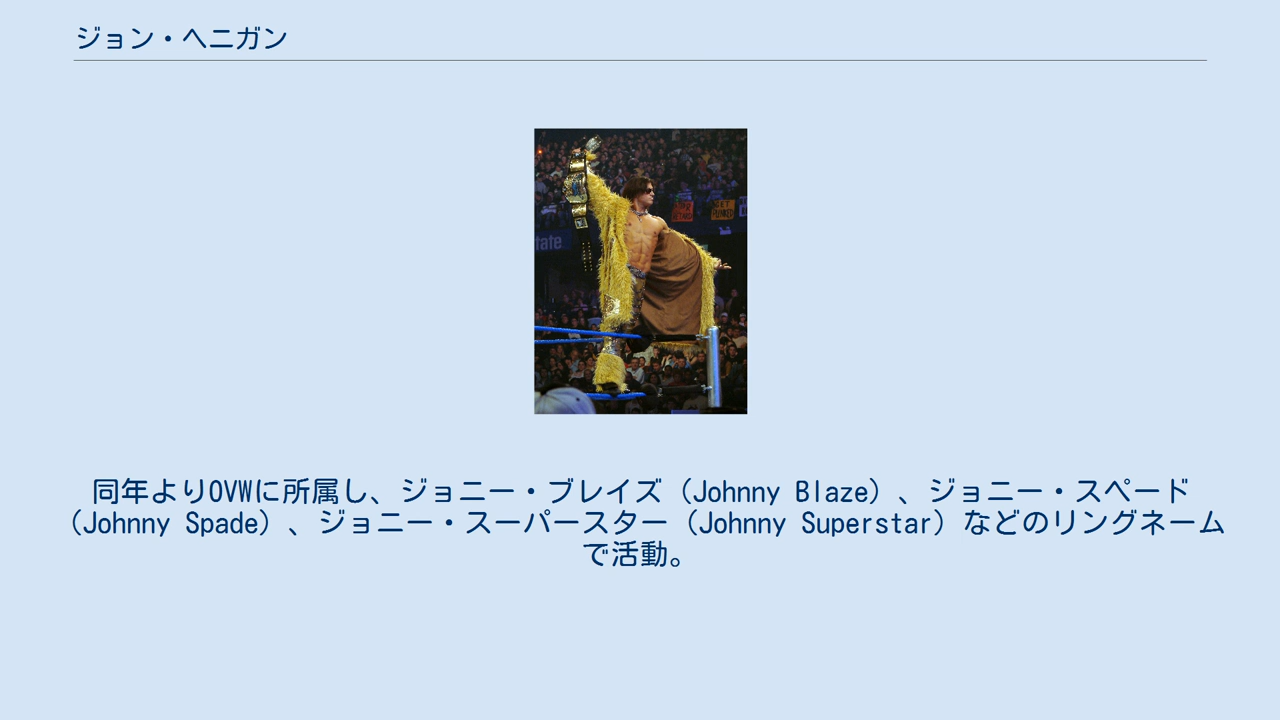 ジョン・ヘニガン
tate
同年よりOVWに所属し、ジョニー・ブレイズ（Johnny Blaze）、ジョニー・スペード
（Johnny Spade）、ジョニー・スーパースター（Johnny Superstar）などのリングネーム
で活動。